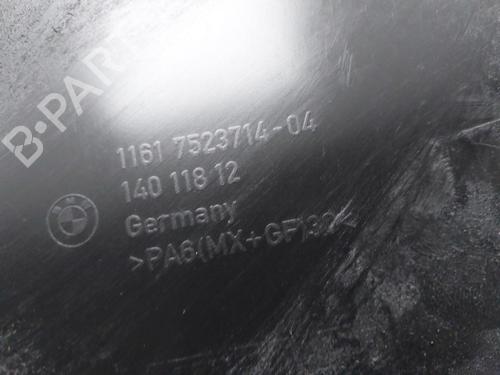 B-PARTS
1161 7523714-04
140 118 12
Germany
>PA6(MX+GF)30<